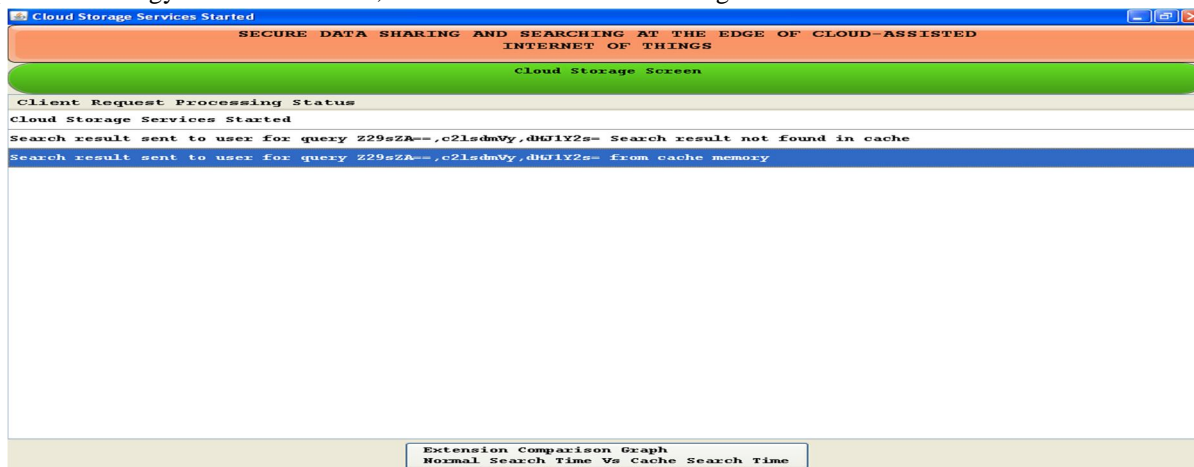 Cloud Storage Services Started
SECURE DATA SHARING AND SEARCHING AT THE EDGE OF CLOUD-ASSISTED
INTERNET OF THINGS
Cloud Storage Screen
Client Request Processing Status
Cloud Storage Services Started
Search result sent to user for query Z29sZA==,c2lsdmVy,dHJ1Y2s= Search result not found in cache
Search result sent to user for query Z29sZA==,c2lsdmVy,dHJ1Y2s= from cache memory
Extension Comparison Graph
Normal Search Time Vs Cache Search Time